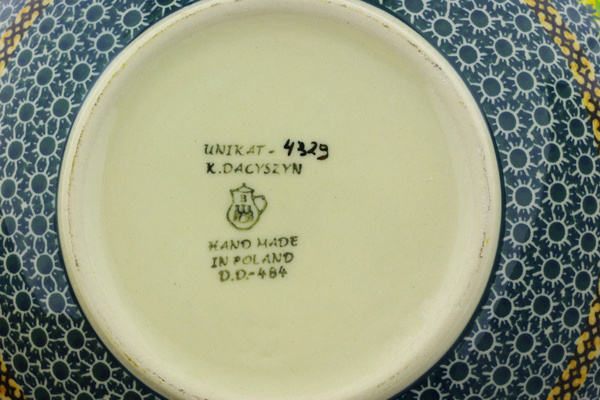 UNIKAT- 4329
K.DACYSZYN
B
HAND MADE
IN POLAND
D.D.-484